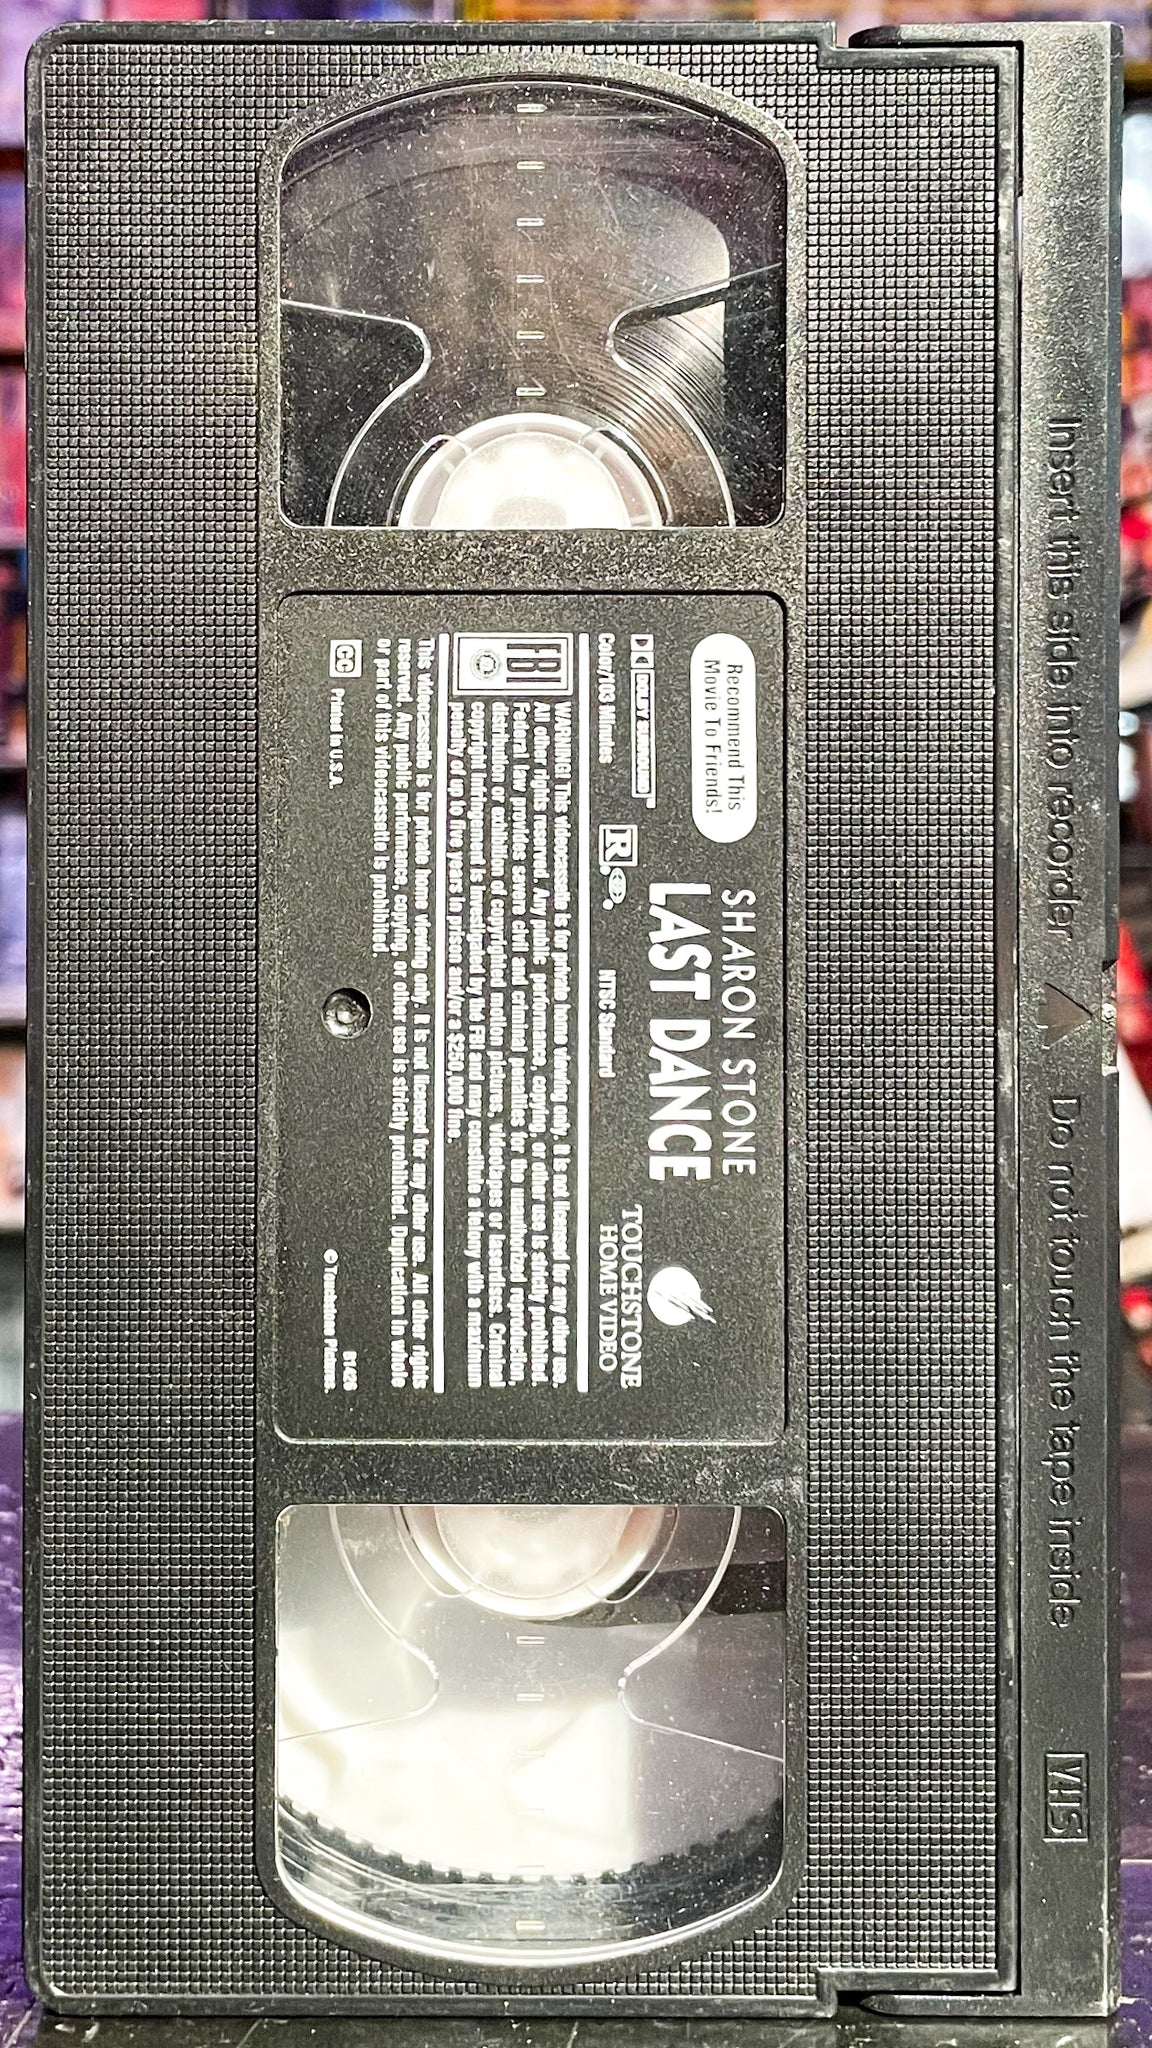 Insert this side into recorder Do not touch the tape inside
VHS
Recommend This
Movie To Friends!
SHARON STONE
LAST DANCE
TOUCHSTONE
HOME VIDEO
DOLBY SURROUND
Color/103 Minutes
R.
NTSC Standard
FBI
WARNING! This videocassette is for private home viewing only. It is not licensed for any other use.
All other rights reserved. Any public performance, copying, or other use is strictly prohibited.
Federal law provides severe civil and criminal penalties for the unauthorized reproduction,
distribution or exhibition of copyrighted motion pictures, videotapes or laserdiscs. Criminal
copyright infringement is investigated by the FBI and may constitute a felony with a maximum
penalty of up to five years in prison and/or a $250,000 fine.
This videocassette is for private home viewing only. It is not licensed for any other use. All other rights
reserved. Any public performance, copying, or other use is strictly prohibited. Duplication in whole
or part of this videocassette is prohibited.
CC Printed in U.S.A.
© Touchstone Pictures.